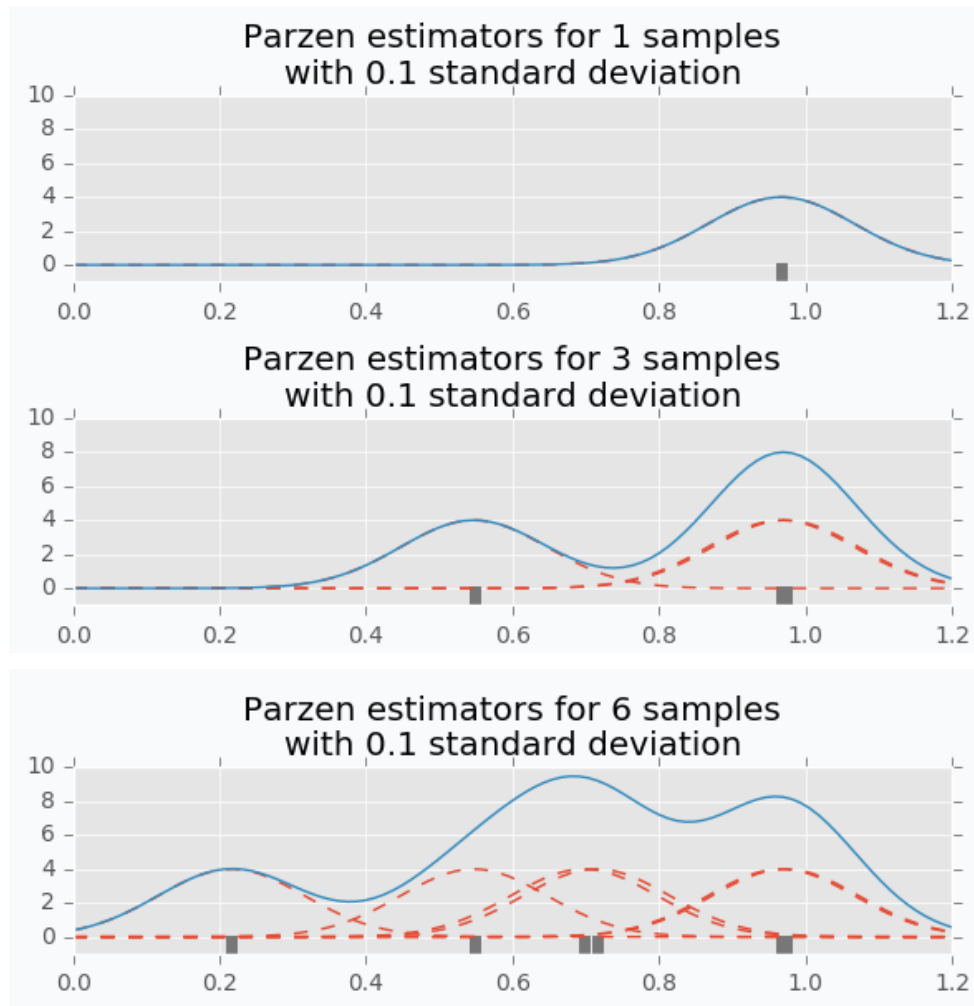 Parzen estimators for 1 samples
with 0.1 standard deviation
10
8
6
4
2
0
0.0 0.2 0.4 0.6 0.8 1.0 1.2
Parzen estimators for 3 samples
with 0.1 standard deviation
10
8
6
4
2
0
0.0 0.2 0.4 0.6 0.8 1.0 1.2
Parzen estimators for 6 samples
with 0.1 standard deviation
10
8
6
4
2
0
0.0 0.2 0.4 0.6 0.8 1.0 1.2